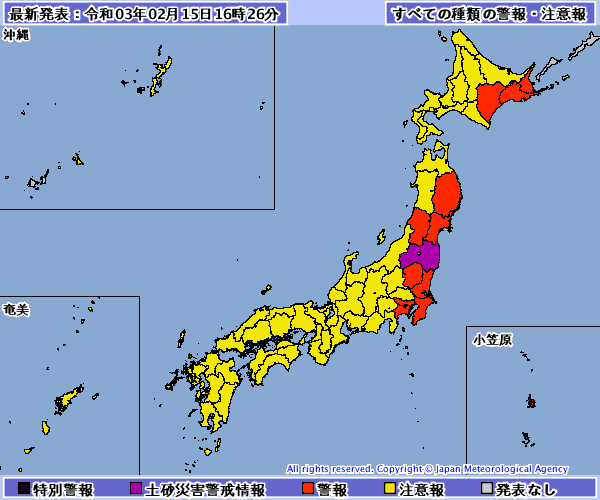 最新発表：令和03年02月15日16時26分
すべての種類の警報・注意報
沖縄
奄美
小笠原
All rights reserved. Copyright © Japan Meteorological Agency
特別警報
土砂災害警戒情報
警報
注意報
発表なし